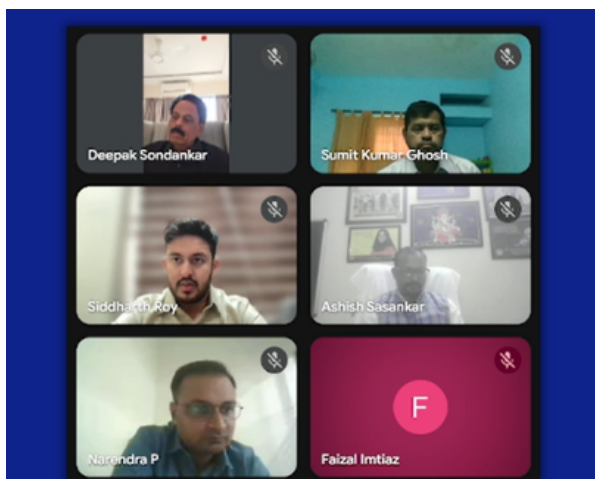 Deepak Sondankar
Sumit Kumar Ghosh
Siddharth Roy
Ashish Sasankar
Narendra P
F
Faizal Imtiaz